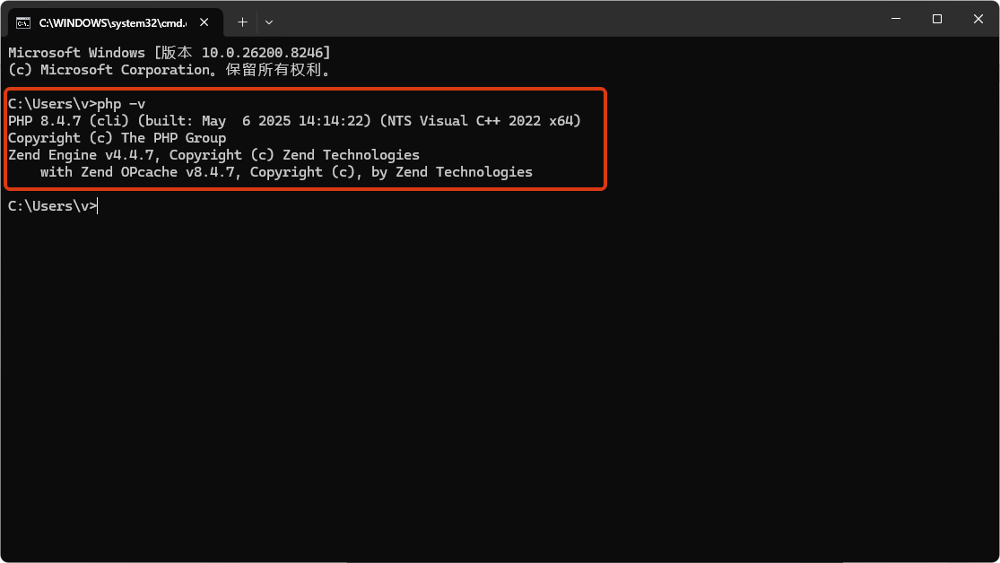 C:\WINDOWS\system32\cmd.
Microsoft Windows [版本 10.0.26200.8246]
(c) Microsoft Corporation。保留所有权利。
C:\Users\v>php -v
PHP 8.4.7 (cli) (built: May  6 2025 14:14:22) (NTS Visual C++ 2022 x64)
Copyright (c) The PHP Group
Zend Engine v4.4.7, Copyright (c) Zend Technologies
    with Zend OPcache v8.4.7, Copyright (c), by Zend Technologies
C:\Users\v>